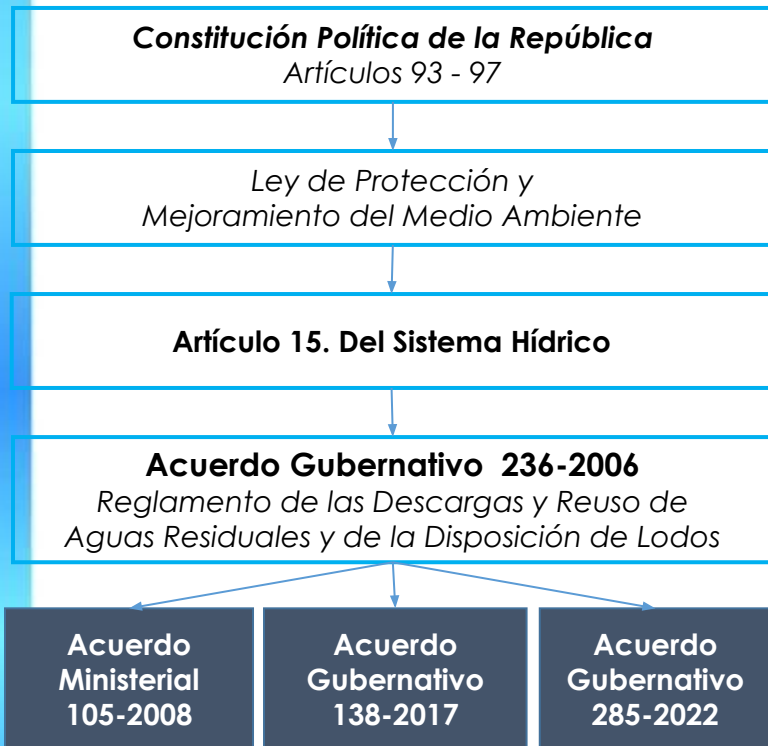 Constitución Política de la República
Artículos 93 - 97
Ley de Protección y
Mejoramiento del Medio Ambiente
Artículo 15. Del Sistema Hídrico
Acuerdo Gubernativo 236-2006
Reglamento de las Descargas y Reuso de
Aguas Residuales y de la Disposición de Lodos
Acuerdo
Ministerial
105-2008
Acuerdo
Gubernativo
138-2017
Acuerdo
Gubernativo
285-2022